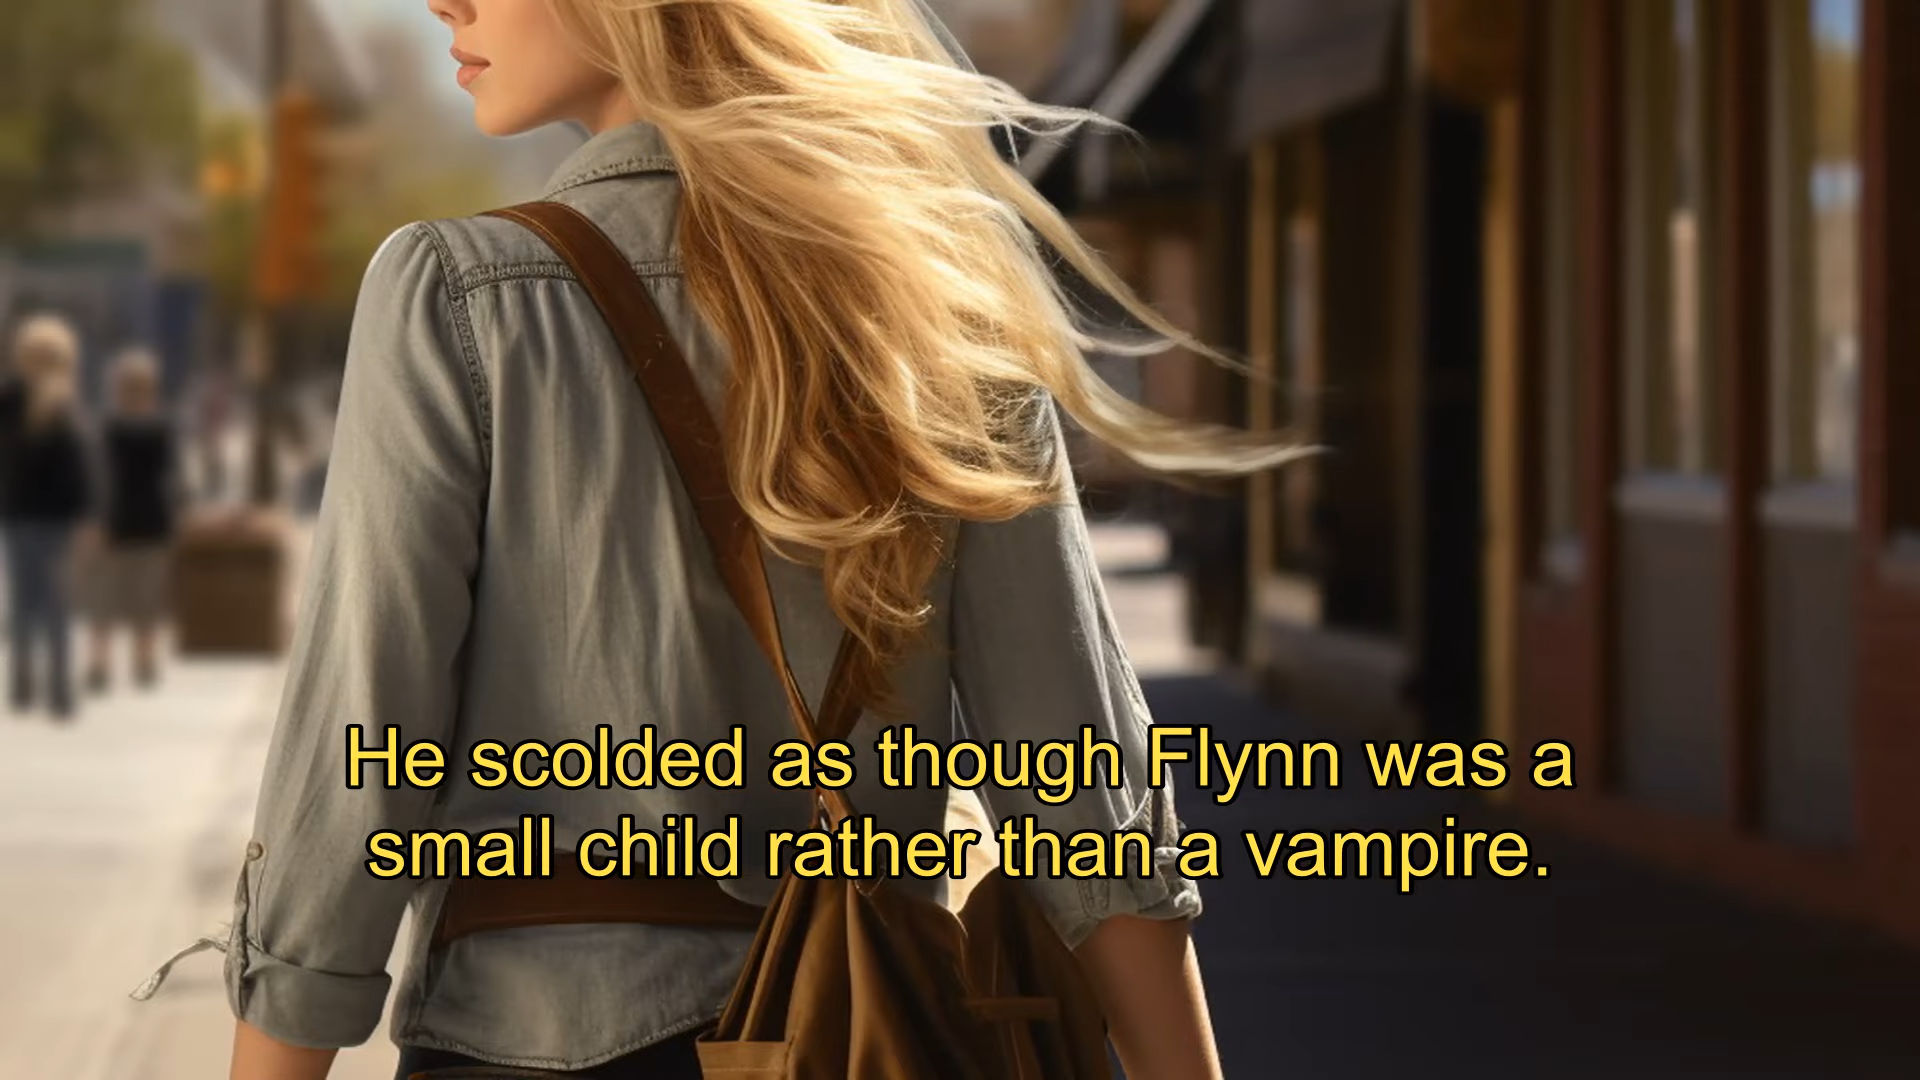 He scolded as though Flynn was a
small child rather than a vampire.